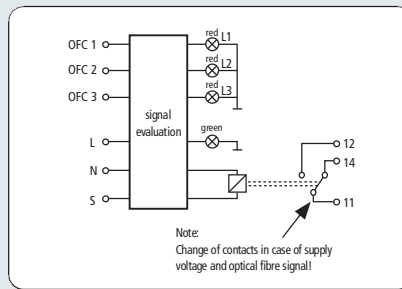 OFC 1
OFC 2
OFC 3
L
N
S
signal
evaluation
red L1
red L2
red L3
green
12
14
11
Note:
Change of contacts in case of supply
voltage and optical fibre signal!